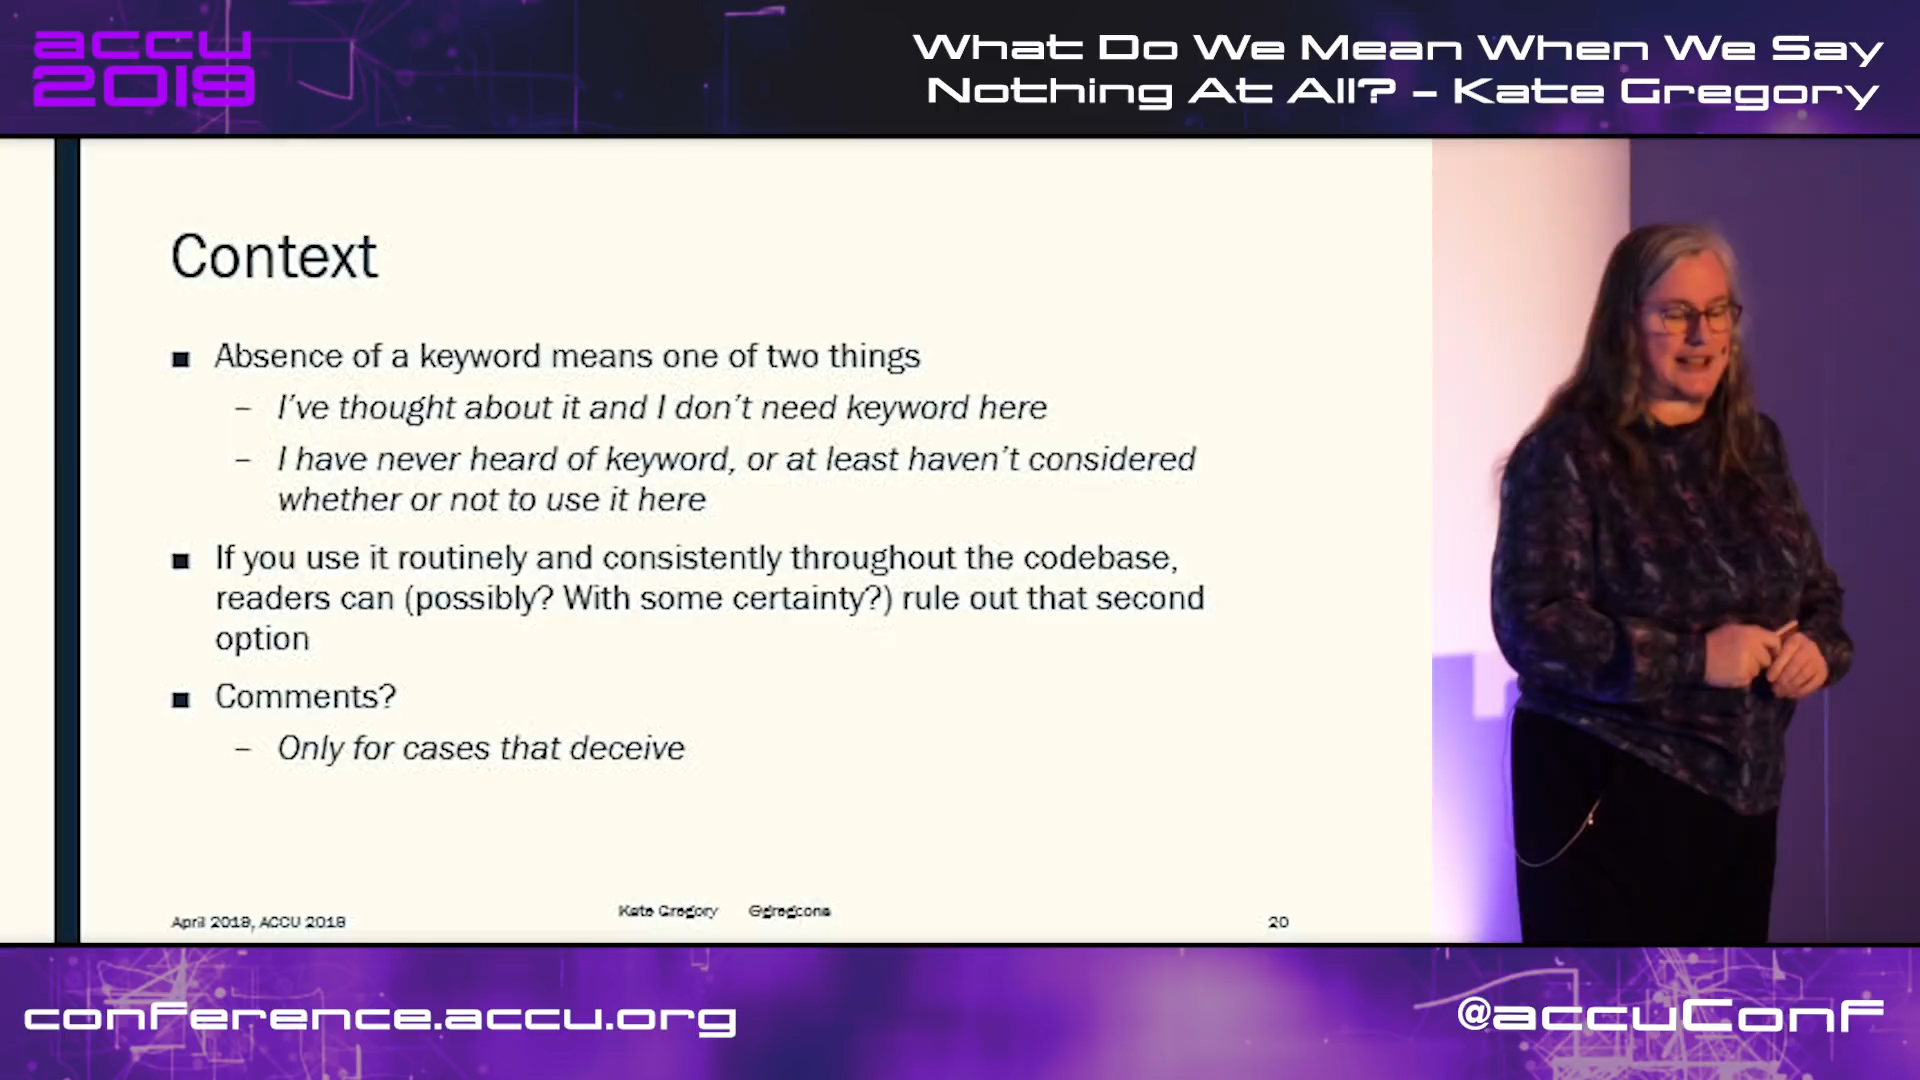 accu
2019
What Do We Mean When We Say
Nothing At All? – Kate Gregory
Context
■ Absence of a keyword means one of two things
– I've thought about it and I don't need keyword here
– I have never heard of keyword, or at least haven't considered
whether or not to use it here
■ If you use it routinely and consistently throughout the codebase,
readers can (possibly? With some certainty?) rule out that second
option
■ Comments?
– Only for cases that deceive
April 2019, ACCU 2019
Kate Gregory @gregcons
20
conference.accu.org
@accuConf